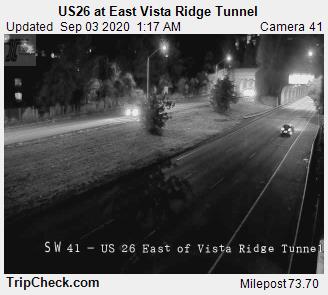 US26 at East Vista Ridge Tunnel
Updated Sep 03 2020 1:17 AM Camera 41
SW 41 - US 26 East of Vista Ridge Tunnel
TripCheck.com Milepost 73.70